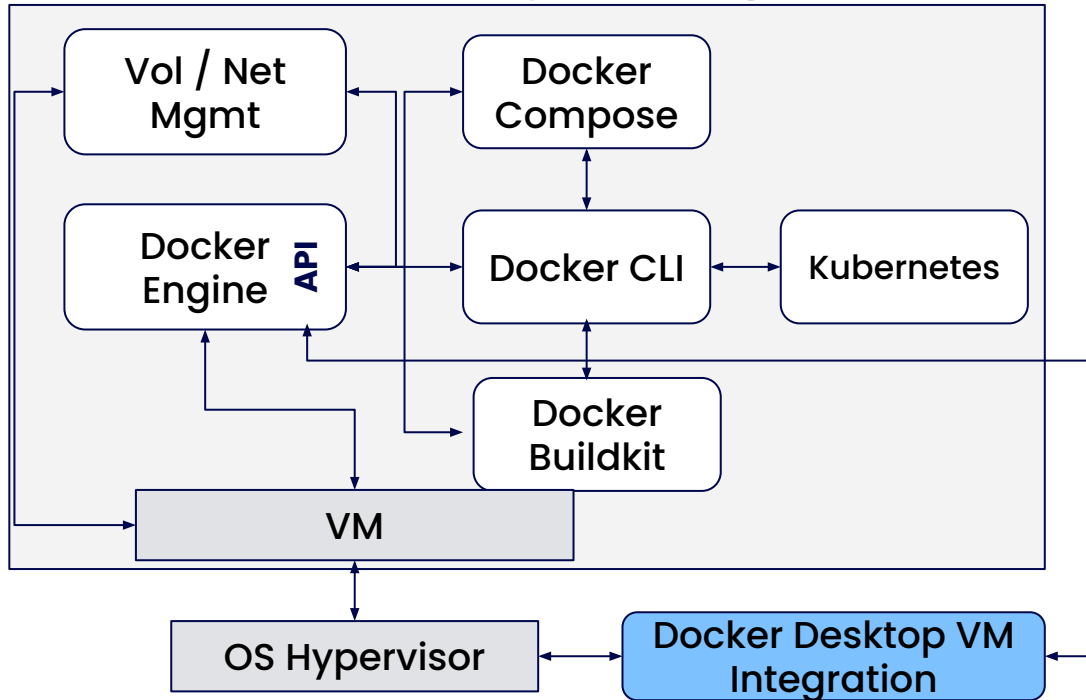 Vol / Net
Mgmt
Docker
Compose
Docker
Engine
API
Docker CLI
Kubernetes
Docker
Buildkit
VM
OS Hypervisor
Docker Desktop VM
Integration